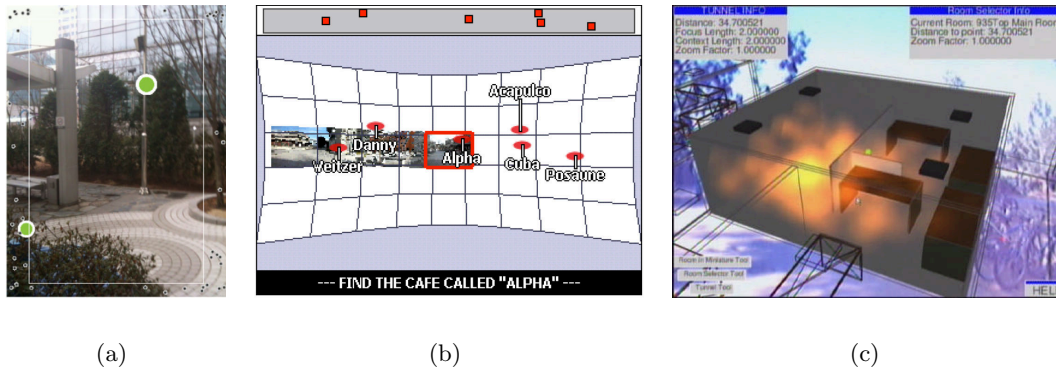 TUNNEL INFO
Distance: 34.700521
Focus Length: 2.000000
Context Length: 2.000000
Zoom Factor: 1.000000
Room Selector Info
Current Room: 935Top Main Room
Distance to point: 34.700521
Zoom Factor: 1.000000
Acapulco
Danny
Veitzer
Alpha
Cuba
Posaune
--- FIND THE CAFE CALLED "ALPHA" ---
Room in Miniature Tool
Room Selector Tool
Tunnel Tool
HEL
(a)
(b)
(c)